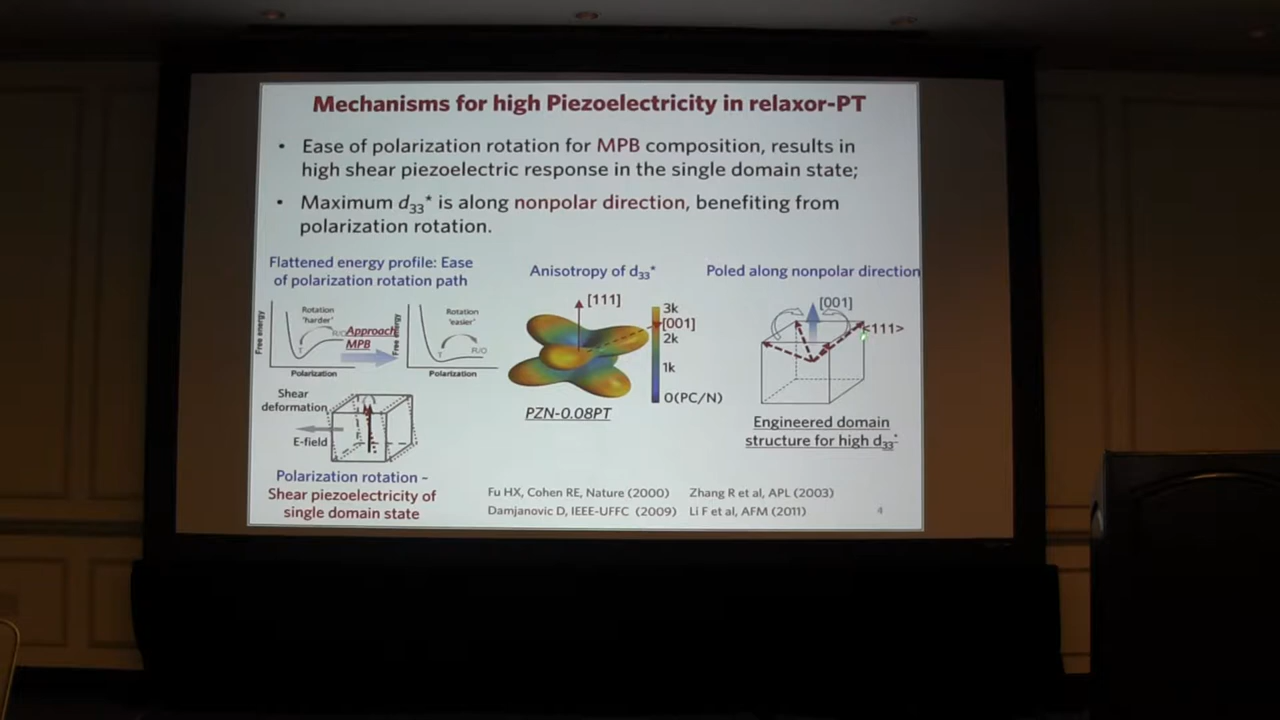 Mechanisms for high Piezoelectricity in relaxor-PT
• Ease of polarization rotation for MPB composition, results in
high shear piezoelectric response in the single domain state;
• Maximum d33* is along nonpolar direction, benefiting from
polarization rotation.
Flattened energy profile: Ease
of polarization rotation path
Free energy
Rotation
'harder'
T
R/O
Polarization
Approach
MPB
Free energy
Rotation
'easier'
T
R/O
Polarization
Shear
deformation
E-field
Polarization rotation ~
Shear piezoelectricity of
single domain state
Anisotropy of d33*
[111]
3k
[001]
2k
1k
0(PC/N)
PZN-0.08PT
Poled along nonpolar direction
[001]
<111>
Engineered domain
structure for high d33*
Fu HX, Cohen RE, Nature (2000) Zhang R et al, APL (2003)
Damjanovic D, IEEE-UFFC (2009) Li F et al, AFM (2011)
4